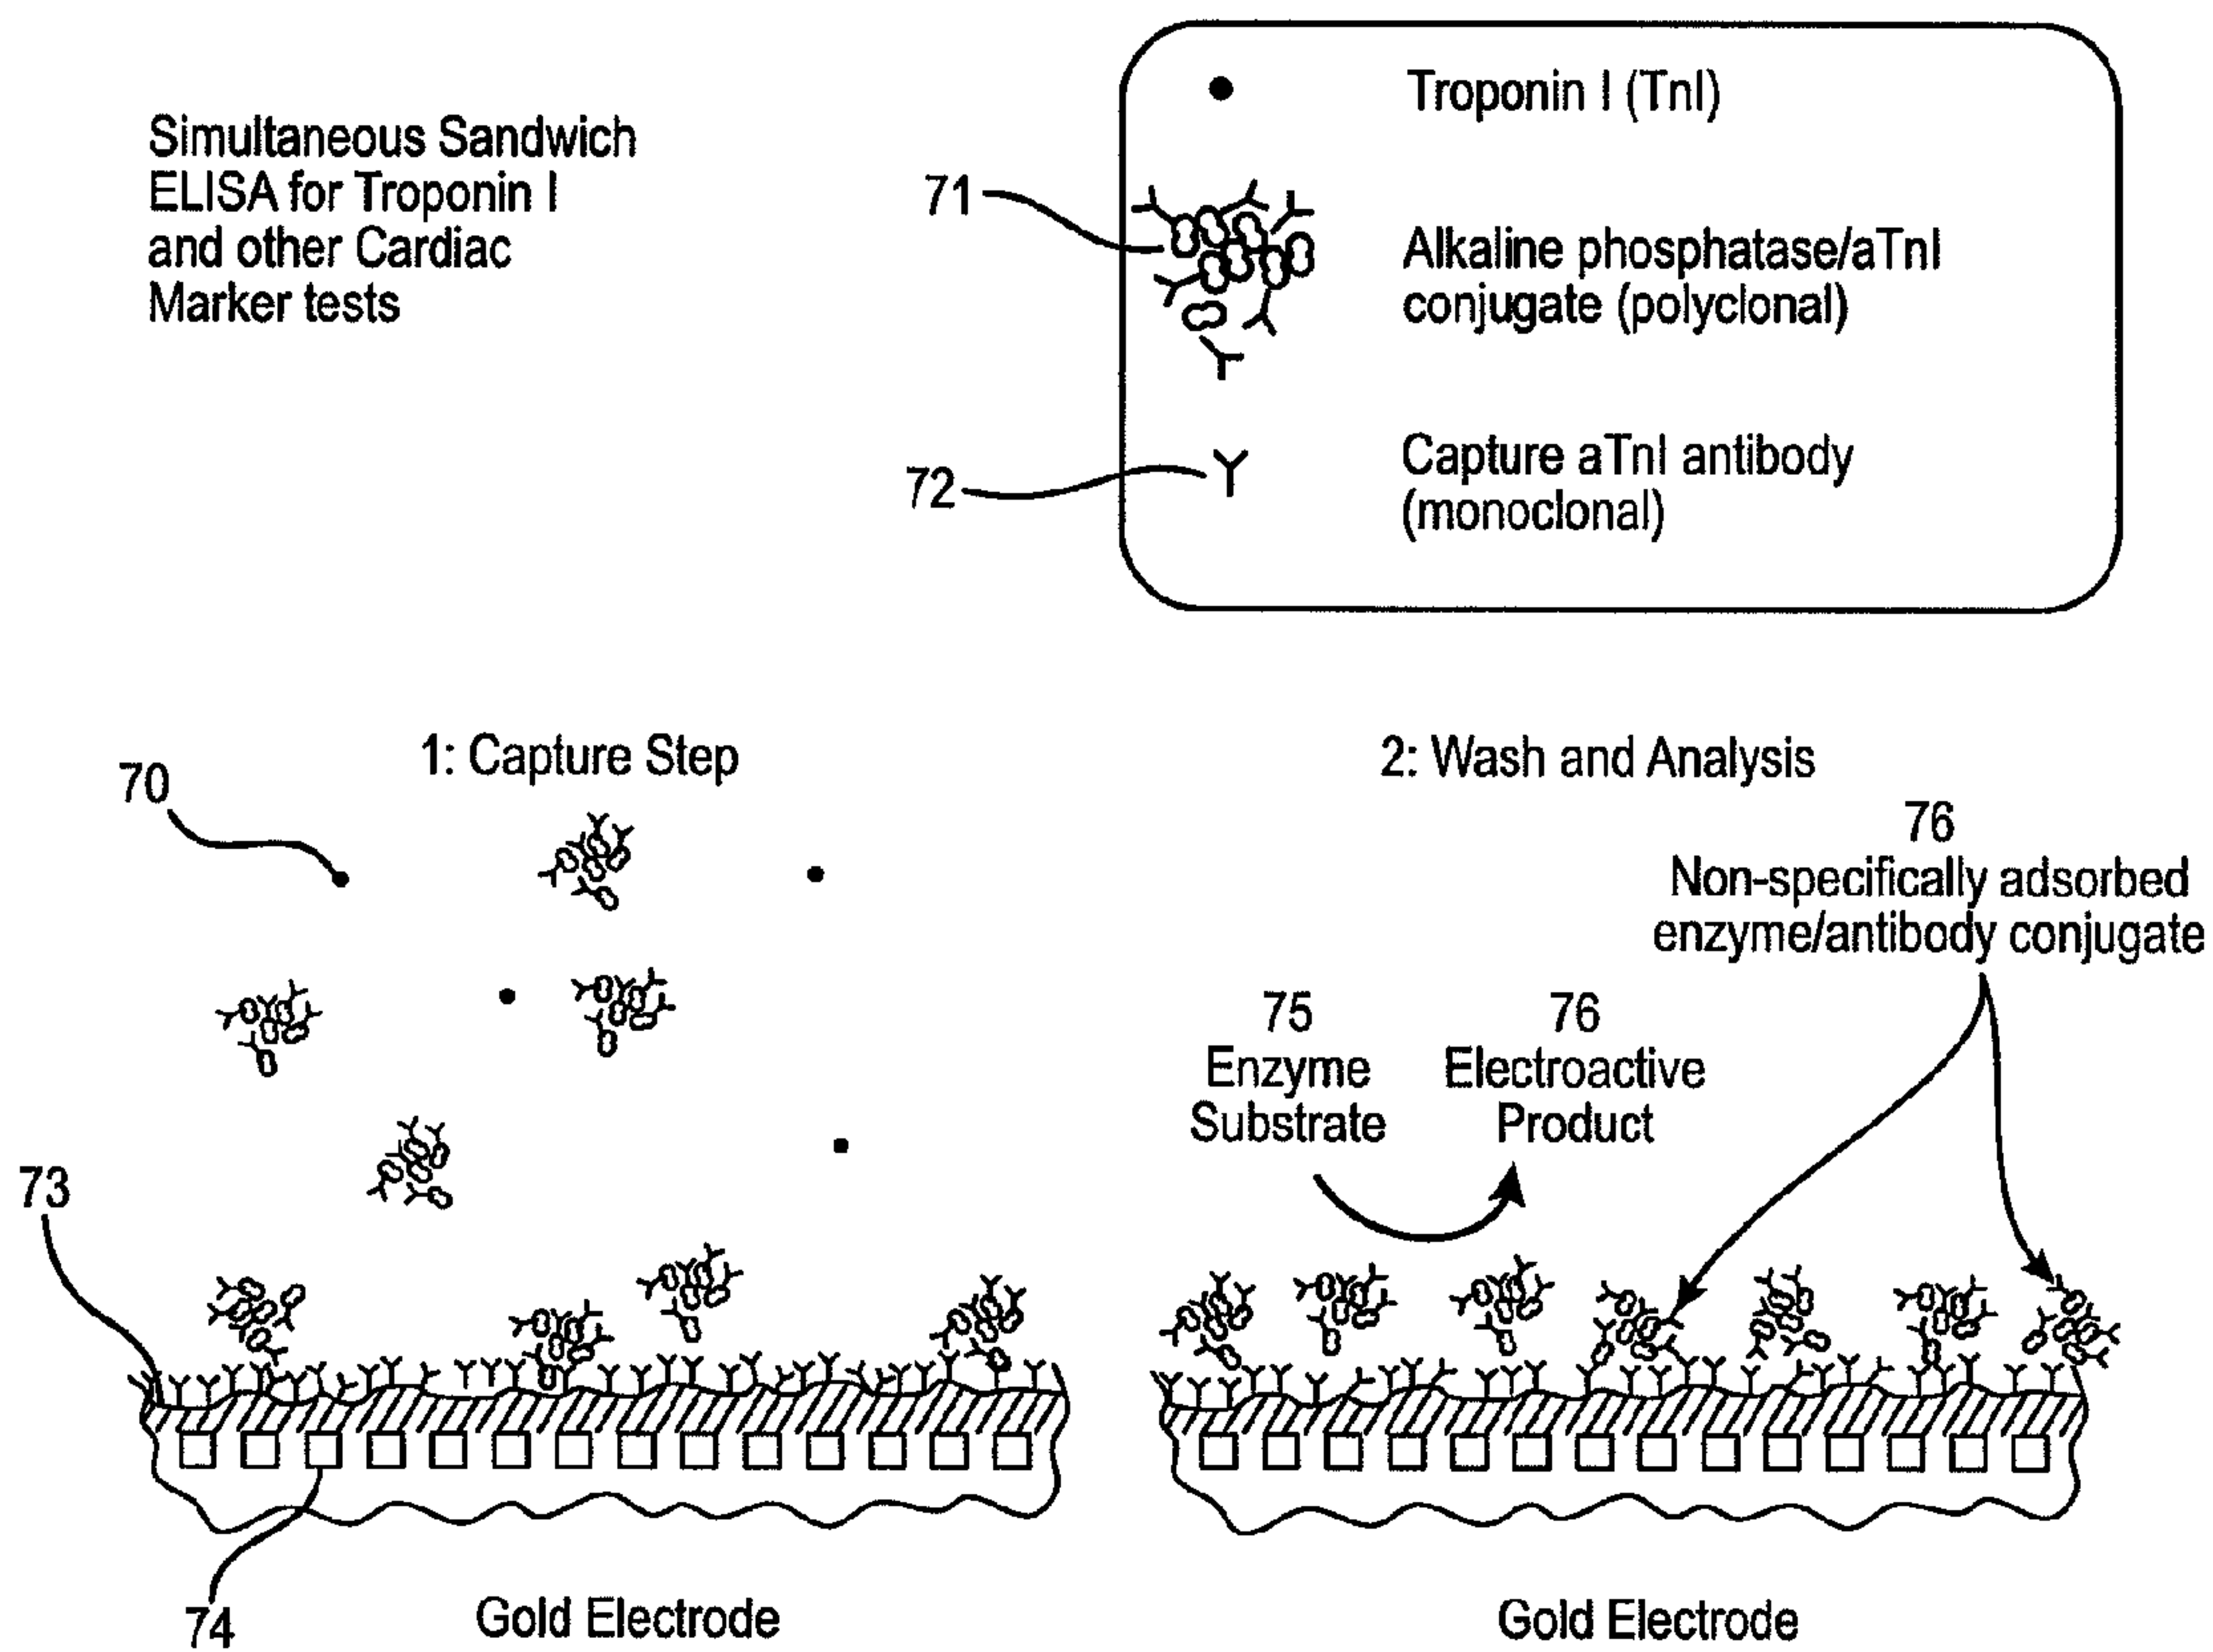 Simultaneous Sandwich
ELISA for Troponin I
and other Cardiac
Marker tests
Troponin I (TnI)
71
Alkaline phosphatase/aTnI
conjugate (polyclonal)
72
Capture aTnI antibody
(monoclonal)
1: Capture Step
70
73
74
Gold Electrode
2: Wash and Analysis
76
Non-specifically adsorbed
enzyme/antibody conjugate
75
Enzyme
Substrate
76
Electroactive
Product
Gold Electrode